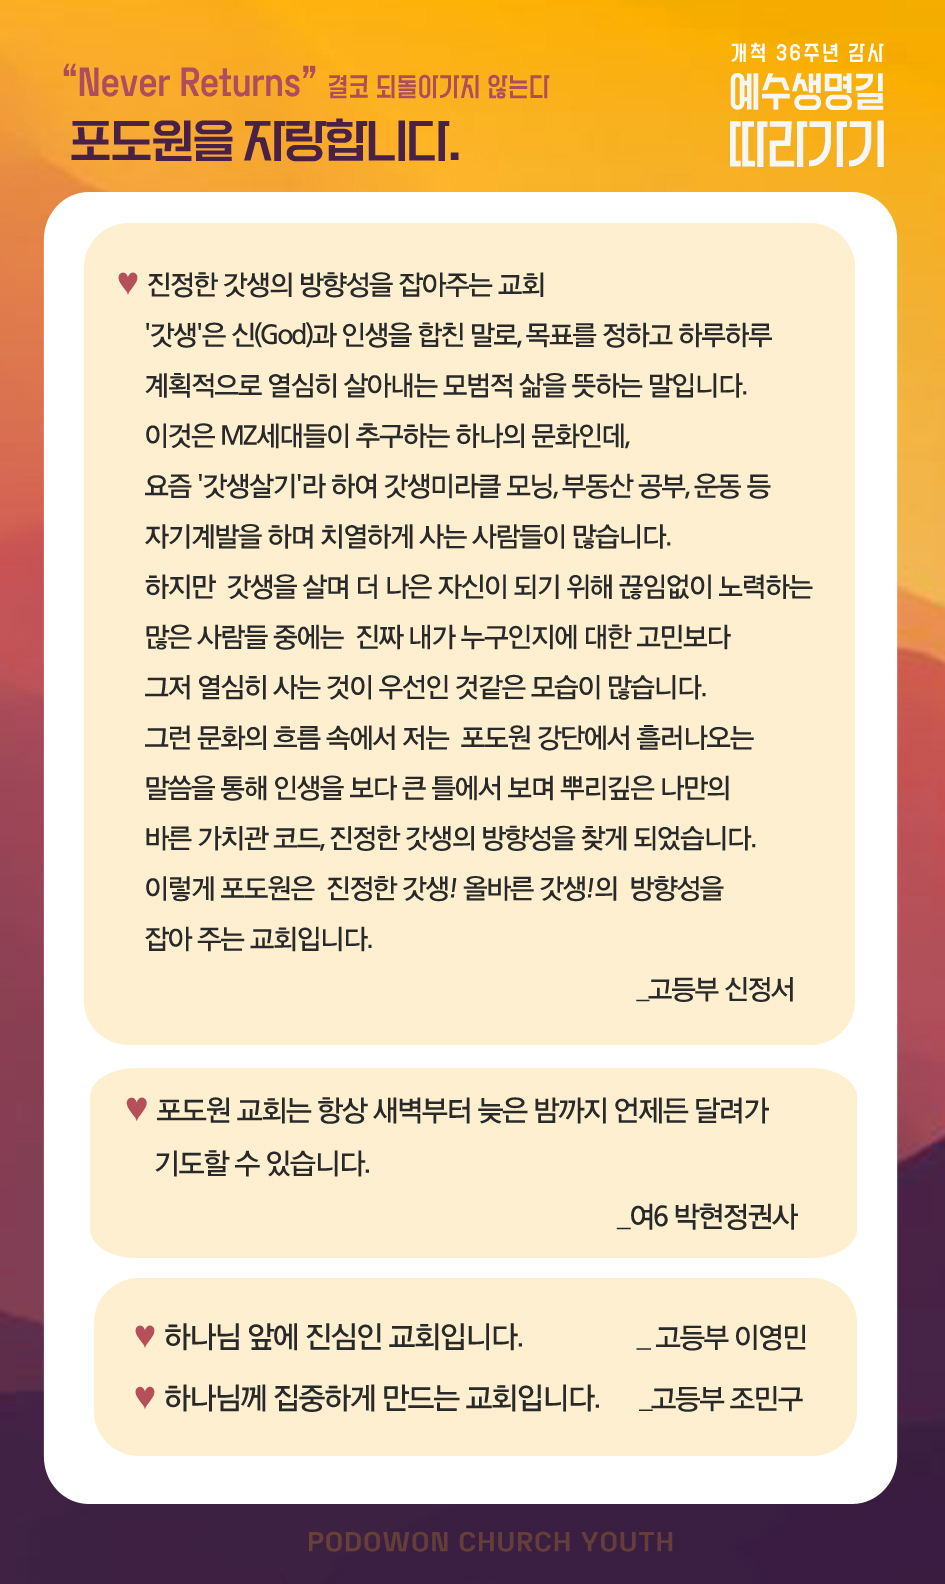 “Never Returns” 결코 되돌아가지 않는다
포도원을 자랑합니다.
개척 36주년 감사
예수생명길
따라가기
♥ 진정한 갓생의 방향성을 잡아주는 교회
'갓생'은 신(God)과 인생을 합친 말로, 목표를 정하고 하루하루
계획적으로 열심히 살아내는 모범적 삶을 뜻하는 말입니다.
이것은 MZ세대들이 추구하는 하나의 문화인데,
요즘 '갓생살기'라 하여 갓생미라클 모닝, 부동산 공부, 운동 등
자기계발을 하며 치열하게 사는 사람들이 많습니다.
하지만 갓생을 살며 더 나은 자신이 되기 위해 끊임없이 노력하는
많은 사람들 중에는 진짜 내가 누구인지에 대한 고민보다
그저 열심히 사는 것이 우선인 것같은 모습이 많습니다.
그런 문화의 흐름 속에서 저는 포도원 강단에서 흘러나오는
말씀을 통해 인생을 보다 큰 틀에서 보며 뿌리깊은 나만의
바른 가치관 코드, 진정한 갓생의 방향성을 찾게 되었습니다.
이렇게 포도원은 진정한 갓생! 올바른 갓생!의 방향성을
잡아 주는 교회입니다.
_고등부 신정서
♥ 포도원 교회는 항상 새벽부터 늦은 밤까지 언제든 달려가
기도할 수 있습니다.
_여6 박현정권사
♥ 하나님 앞에 진심인 교회입니다. _ 고등부 이영민
♥ 하나님께 집중하게 만드는 교회입니다. _고등부 조민구
PODOWON CHURCH YOUTH